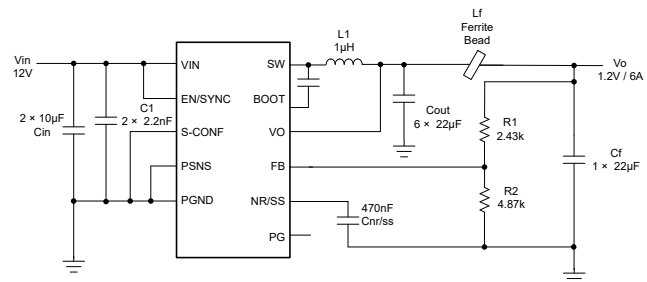 Lf
Ferrite
Bead
L1
1µH
Vin
12V
VIN
SW
Vo
1.2V / 6A
EN/SYNC
BOOT
C1
2 × 2.2nF
2 × 10µF
Cin
Cout
6 × 22µF
R1
2.43k
S-CONF
VO
PSNS
FB
Cf
1 × 22µF
PGND
NR/SS
470nF
Cnr/ss
R2
4.87k
PG